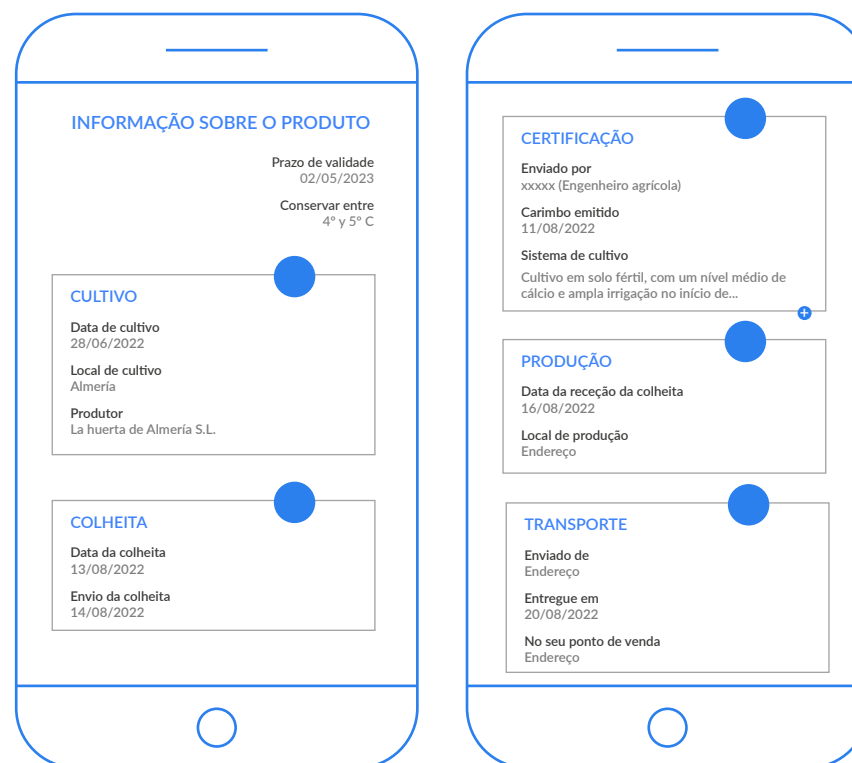 INFORMAÇÃO SOBRE O PRODUTO
Prazo de validade
02/05/2023
Conservar entre
4º y 5º C
CULTIVO
Data de cultivo
28/06/2022
Local de cultivo
Almería
Produtor
La huerta de Almería S.L.
COLHEITA
Data da colheita
13/08/2022
Envio da colheita
14/08/2022
CERTIFICAÇÃO
Enviado por
xxxxx (Engenheiro agrícola)
Carimbo emitido
11/08/2022
Sistema de cultivo
Cultivo em solo fértil, com um nível médio de
cálcio e ampla irrigação no início de...
PRODUÇÃO
Data da receção da colheita
16/08/2022
Local de produção
Endereço
TRANSPORTE
Enviado de
Endereço
Entregue em
20/08/2022
No seu ponto de venda
Endereço